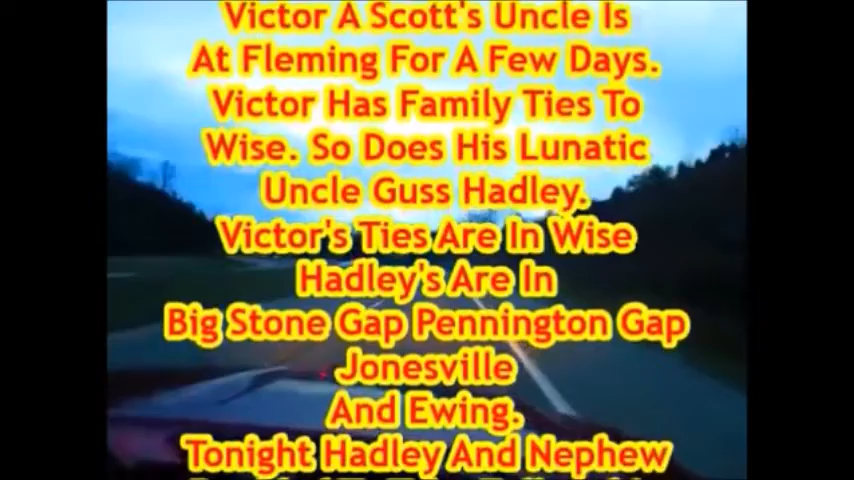 Victor A Scott's Uncle Is
At Fleming For A Few Days.
Victor Has Family Ties To
Wise. So Does His Lunatic
Uncle Guss Hadley.
Victor's Ties Are In Wise
Hadley's Are In
Big Stone Gap Pennington Gap
Jonesville
And Ewing.
Tonight Hadley And Nephew